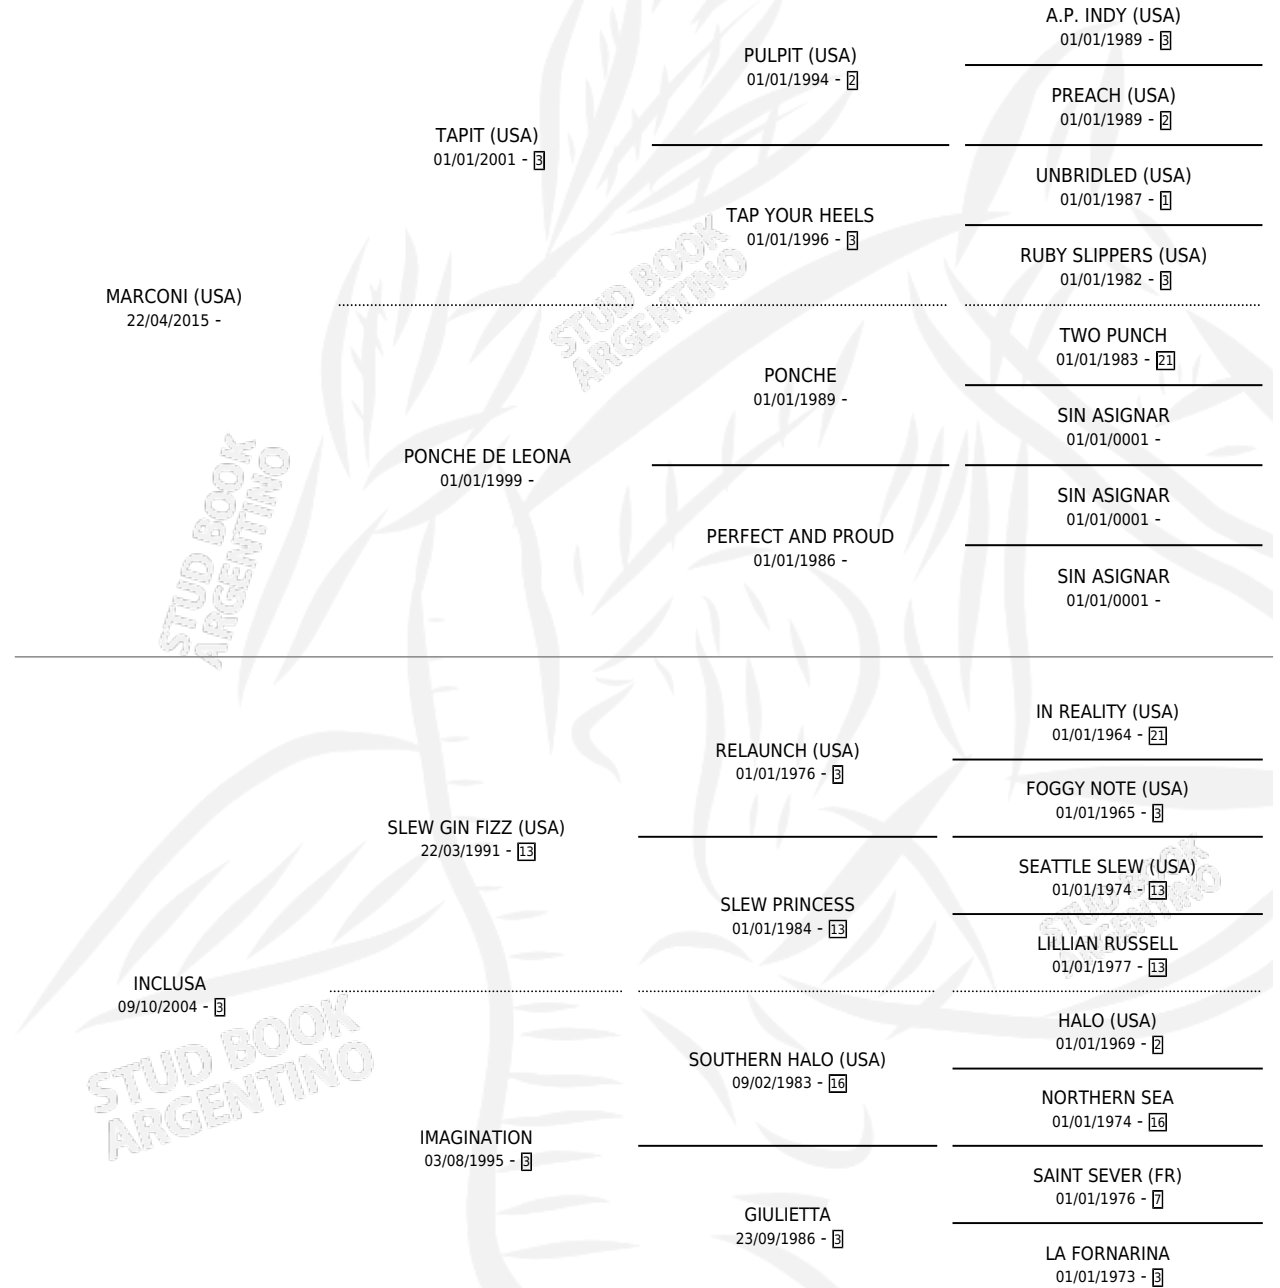 A.P. INDY (USA)
01/01/1989 - 3
PULPIT (USA)
01/01/1994 - 2
PREACH (USA)
01/01/1989 - 2
TAPIT (USA)
01/01/2001 - 3
UNBRIDLED (USA)
01/01/1987 - 1
TAP YOUR HEELS
01/01/1996 - 3
RUBY SLIPPERS (USA)
01/01/1982 - 3
MARCONI (USA)
22/04/2015 -
STUD BOOK
ARGENTINO
TWO PUNCH
01/01/1983 - 21
PONCHE
01/01/1989 -
SIN ASIGNAR
01/01/0001 -
PONCHE DE LEONA
01/01/1999 -
SIN ASIGNAR
01/01/0001 -
PERFECT AND PROUD
01/01/1986 -
SIN ASIGNAR
01/01/0001 -
STUD BOOK
ARGENTINO
IN REALITY (USA)
01/01/1964 - 21
RELAUNCH (USA)
01/01/1976 - 3
FOGGY NOTE (USA)
01/01/1965 - 3
SLEW GIN FIZZ (USA)
22/03/1991 - 13
SEATTLE SLEW (USA)
01/01/1974 - 13
SLEW PRINCESS
01/01/1984 - 13
LILLIAN RUSSELL
01/01/1977 - 13
STUD BOOK
ARGENTINO
INCLUSA
09/10/2004 - 3
HALO (USA)
01/01/1969 - 2
SOUTHERN HALO (USA)
09/02/1983 - 16
NORTHERN SEA
01/01/1974 - 16
STUD BOOK
ARGENTINO
IMAGINATION
03/08/1995 - 3
SAINT SEVER (FR)
01/01/1976 - 7
GIULIETTA
23/09/1986 - 3
LA FORNARINA
01/01/1973 - 3